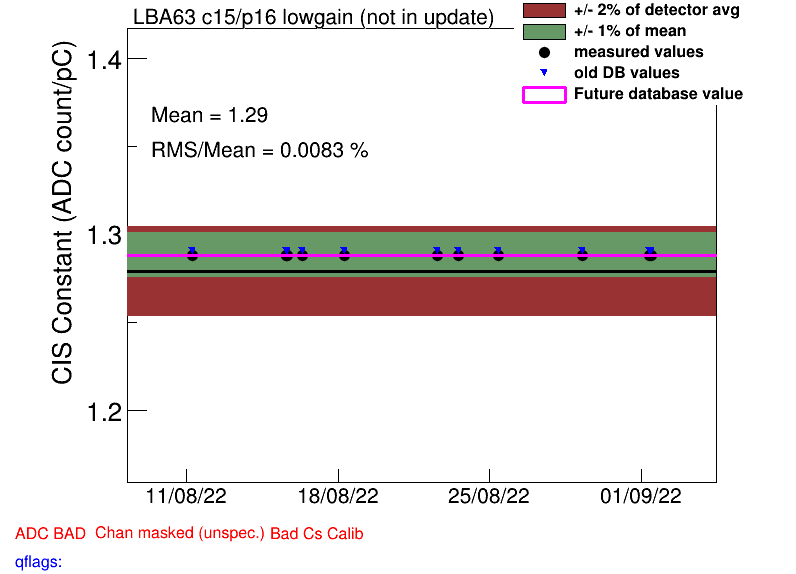 LBA63 c15/p16 lowgain (not in update)
+/- 2% of detector avg
+/- 1% of mean
measured values
old DB values
Future database value
CIS Constant (ADC count/pC)
1.4
Mean = 1.29
RMS/Mean = 0.0083 %
1.3
1.2
11/08/22 18/08/22 25/08/22 01/09/22
ADC BAD Chan masked (unspec.) Bad Cs Calib
qflags: